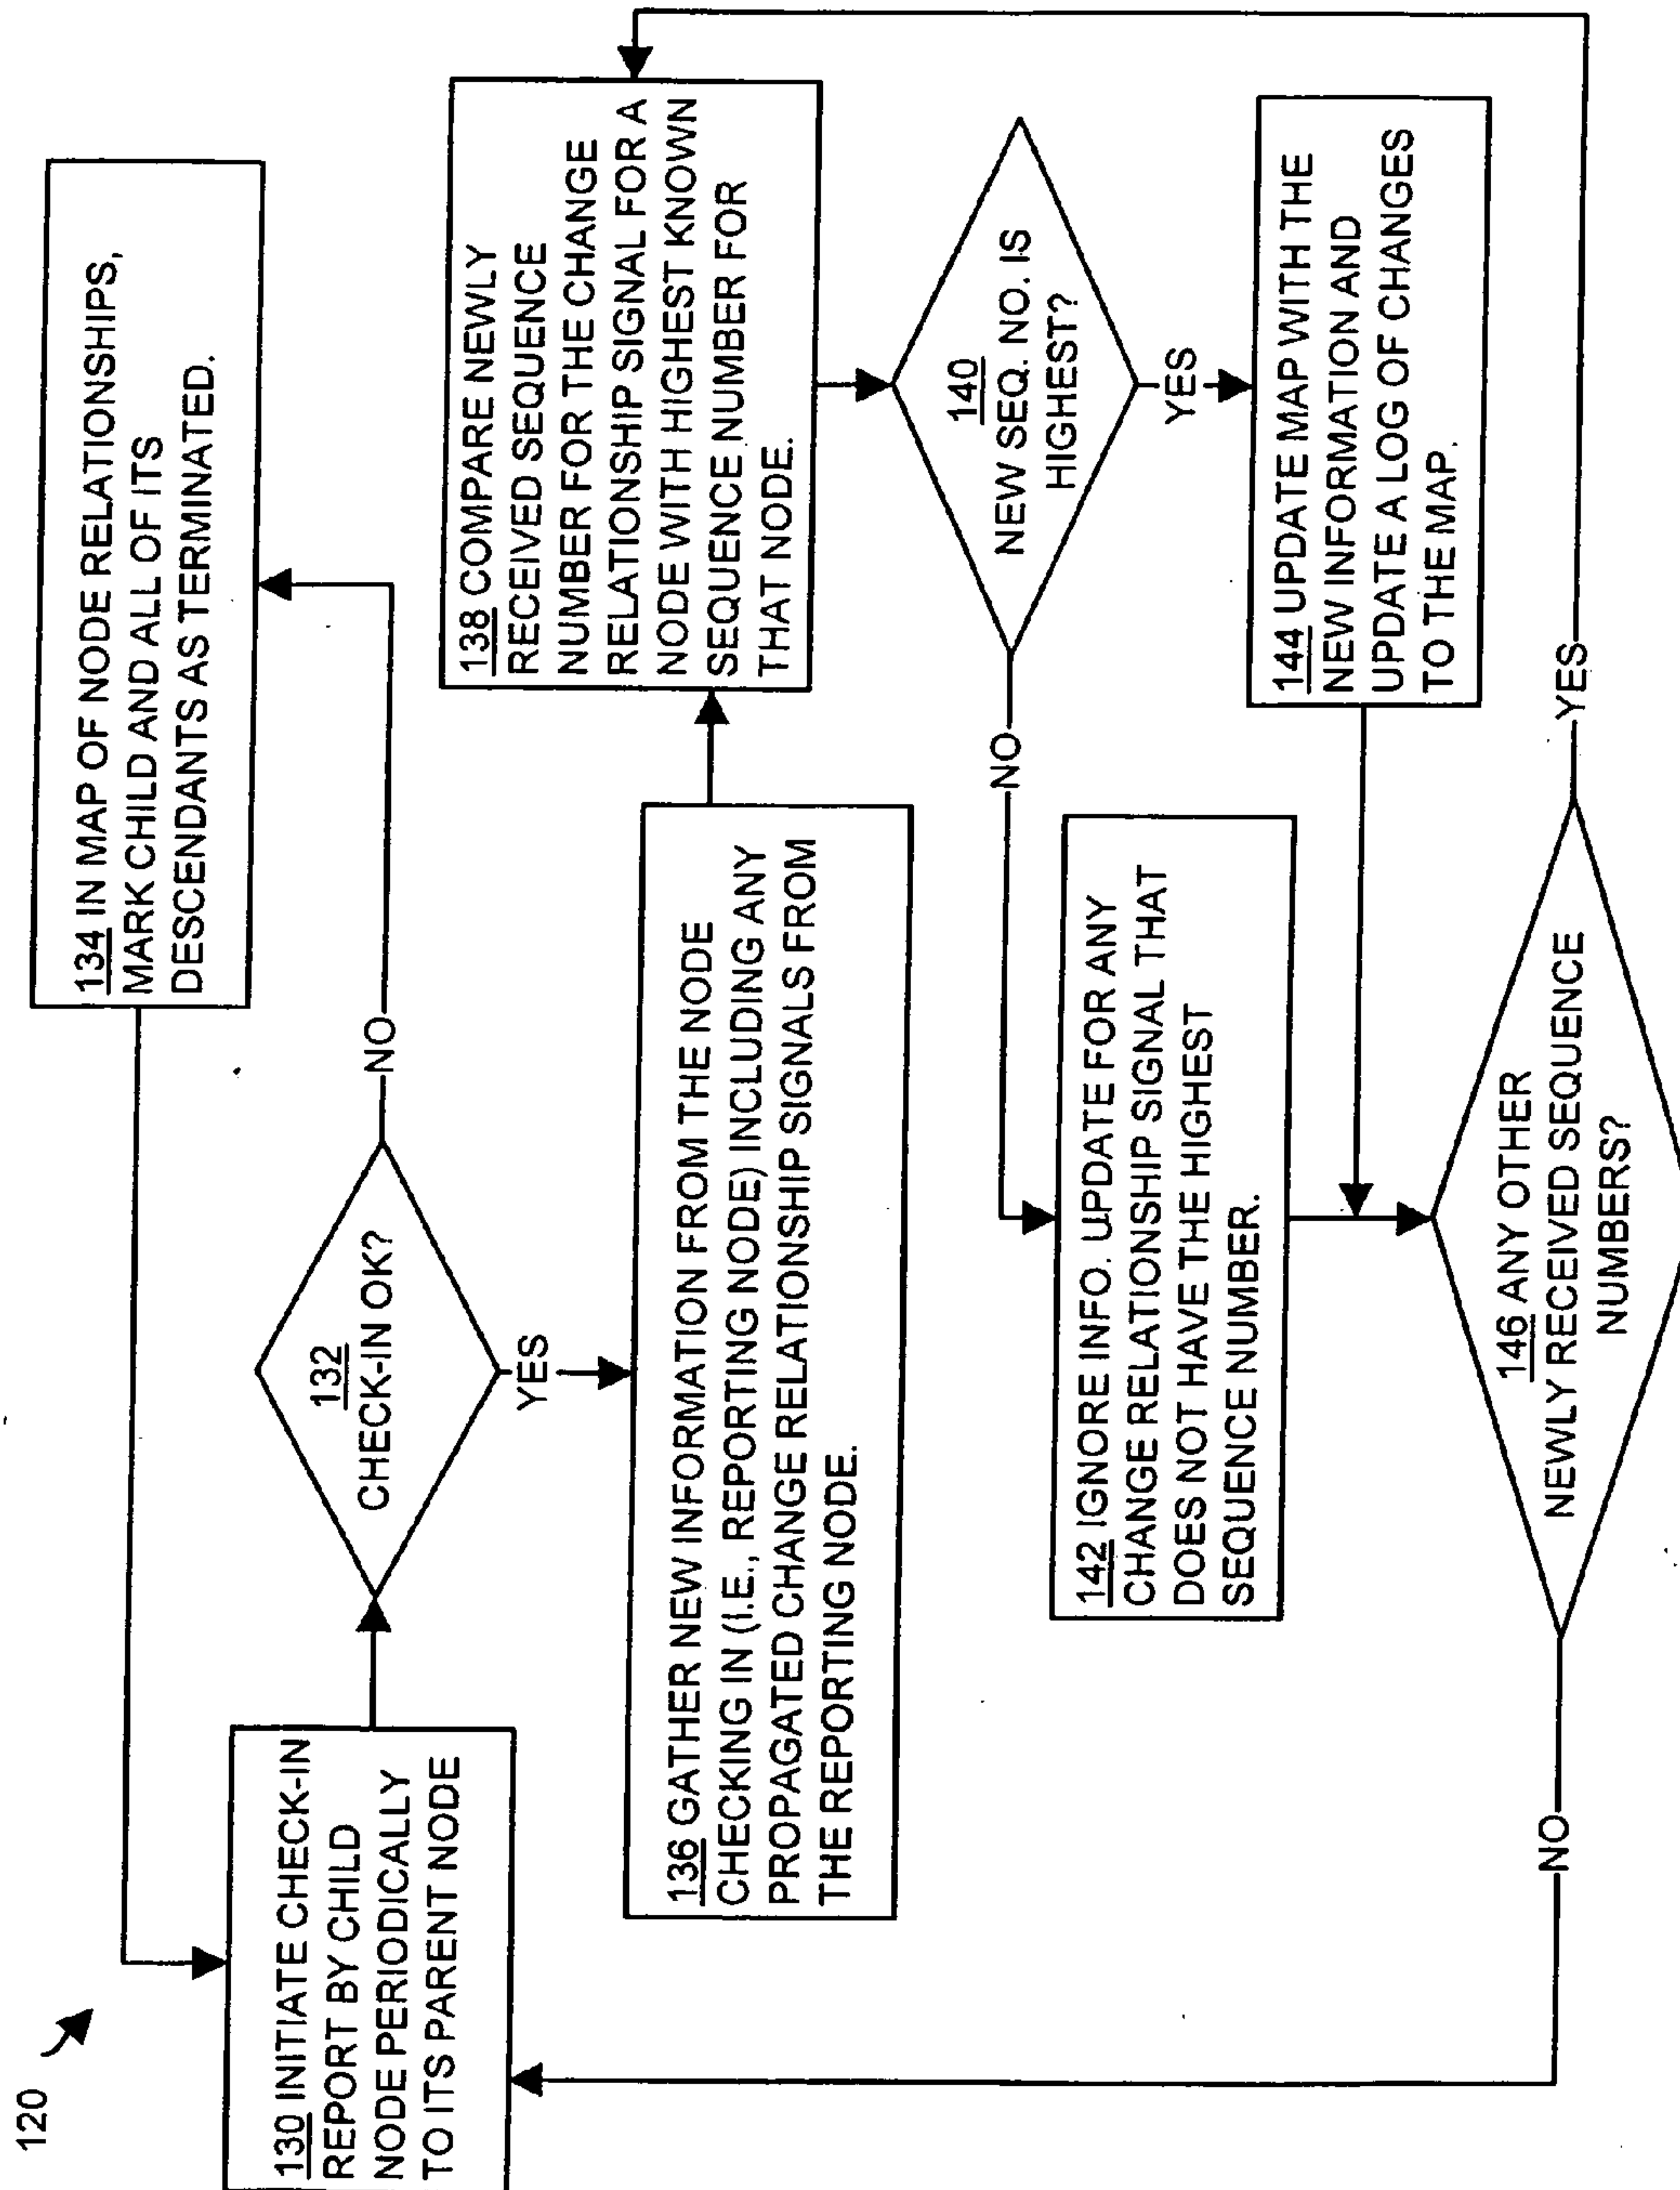 120
130 INITIATE CHECK-IN
REPORT BY CHILD
NODE PERIODICALLY
TO ITS PARENT NODE
132
CHECK-IN OK?
NO
YES
134 IN MAP OF NODE RELATIONSHIPS,
MARK CHILD AND ALL OF ITS
DESCENDANTS AS TERMINATED.
136 GATHER NEW INFORMATION FROM THE NODE
CHECKING IN (I.E., REPORTING NODE) INCLUDING ANY
PROPAGATED CHANGE RELATIONSHIP SIGNALS FROM
THE REPORTING NODE.
138 COMPARE NEWLY
RECEIVED SEQUENCE
NUMBER FOR THE CHANGE
RELATIONSHIP SIGNAL FOR A
NODE WITH HIGHEST KNOWN
SEQUENCE NUMBER FOR
THAT NODE.
140
NEW SEQ. NO. IS
HIGHEST?
NO
YES
142 IGNORE INFO. UPDATE FOR ANY
CHANGE RELATIONSHIP SIGNAL THAT
DOES NOT HAVE THE HIGHEST
SEQUENCE NUMBER.
144 UPDATE MAP WITH THE
NEW INFORMATION AND
UPDATE A LOG OF CHANGES
TO THE MAP.
146 ANY OTHER
NEWLY RECEIVED SEQUENCE
NUMBERS?
NO
YES